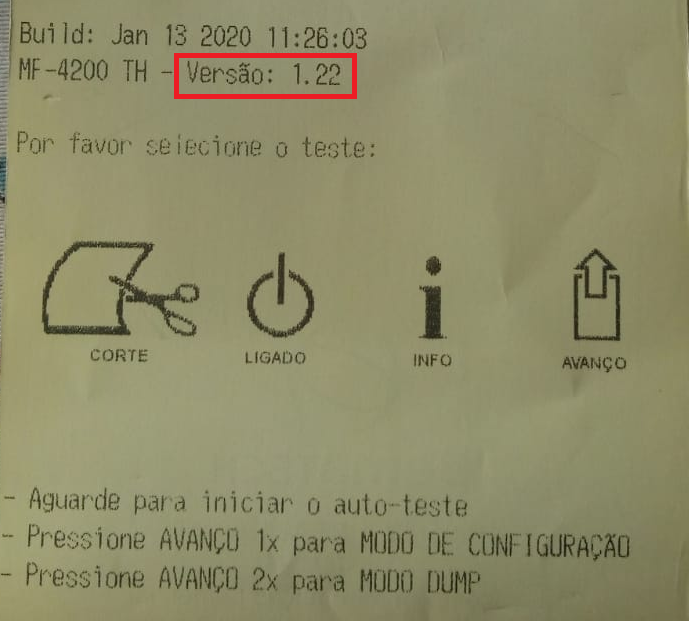 Build: Jan 13 2020 11:26:03
MF-4200 TH - Versão: 1.22
Por favor selecione o teste:
CORTE LIGADO INFO AVANÇO
- Aguarde para iniciar o auto-teste
- Pressione AVANÇO 1x para MODO DE CONFIGURAÇÃO
- Pressione AVANÇO 2x para MODO DUMP